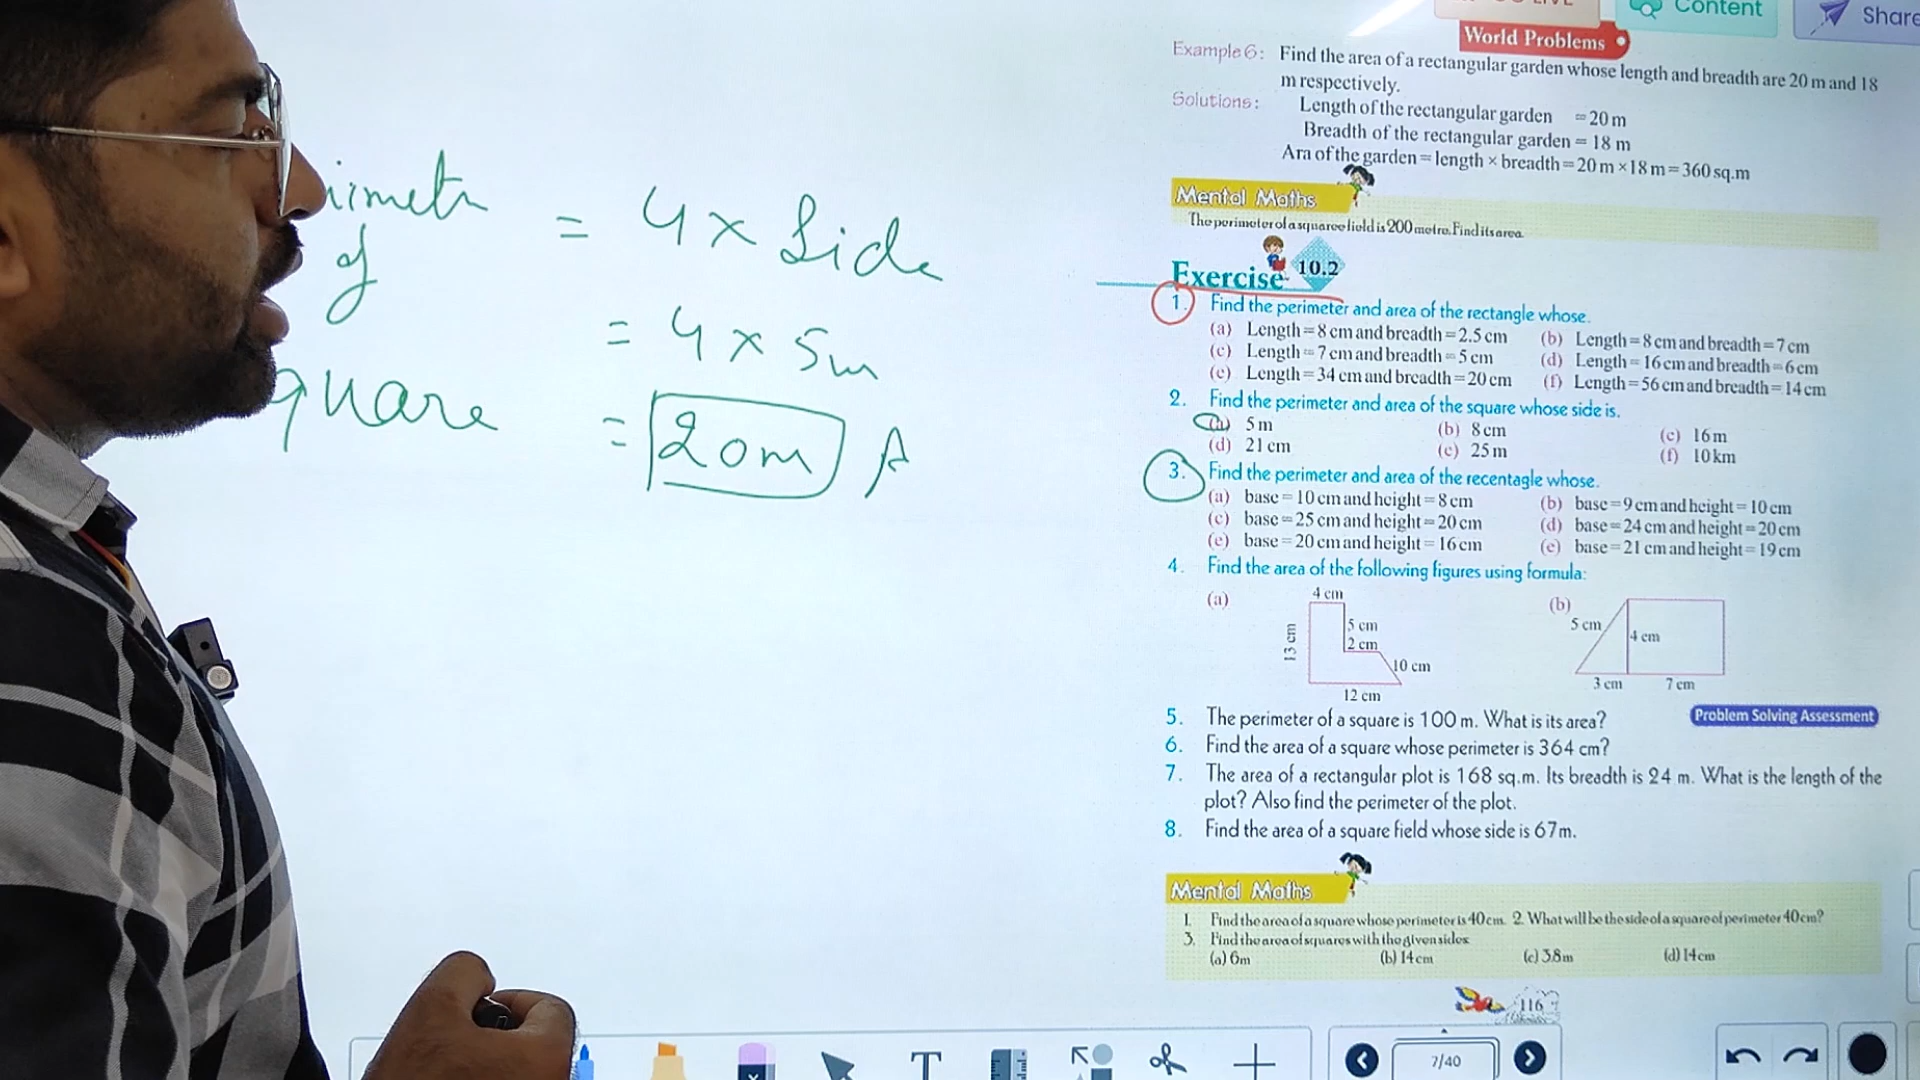 imetr = 4 × Side
of
= 4 × 5m
quare
= 20m A
Content
Share
World Problems
Example 6: Find the area of a rectangular garden whose length and breadth are 20 m and 18
m respectively.
Solutions: Length of the rectangular garden = 20 m
Breadth of the rectangular garden = 18 m
Ara of the garden = length × breadth = 20 m × 18 m = 360 sq.m
Mental Maths
The perimeter of a squaree field is 200 metre. Find its area.
Exercise 10.2
1. Find the perimeter and area of the rectangle whose.
(a) Length = 8 cm and breadth = 2.5 cm (b) Length = 8 cm and breadth = 7 cm
(c) Length = 7 cm and breadth = 5 cm (d) Length = 16 cm and breadth = 6 cm
(e) Length = 34 cm and breadth = 20 cm (f) Length = 56 cm and breadth = 14 cm
2. Find the perimeter and area of the square whose side is.
(a) 5 m (b) 8 cm (c) 16 m
(d) 21 cm (e) 25 m (f) 10 km
3. Find the perimeter and area of the recentagle whose.
(a) base = 10 cm and height = 8 cm (b) base = 9 cm and height = 10 cm
(c) base = 25 cm and height = 20 cm (d) base = 24 cm and height = 20 cm
(e) base = 20 cm and height = 16 cm (e) base = 21 cm and height = 19 cm
4. Find the area of the following figures using formula:
(a) 4 cm
13 cm
5 cm
2 cm
10 cm
12 cm
(b)
5 cm
4 cm
3 cm 7 cm
5. The perimeter of a square is 100 m. What is its area?
Problem Solving Assessment
6. Find the area of a square whose perimeter is 364 cm?
7. The area of a rectangular plot is 168 sq.m. Its breadth is 24 m. What is the length of the
plot? Also find the perimeter of the plot.
8. Find the area of a square field whose side is 67m.
Mental Maths
1. Find the area of a square whose perimeter is 40 cm. 2. What will be the side of a square of perimeter 40 cm?
3. Find the area of squares with the given sides
(a) 6m (b) 14 cm (c) 3.8 m (d) 14 cm
116
T
7/40